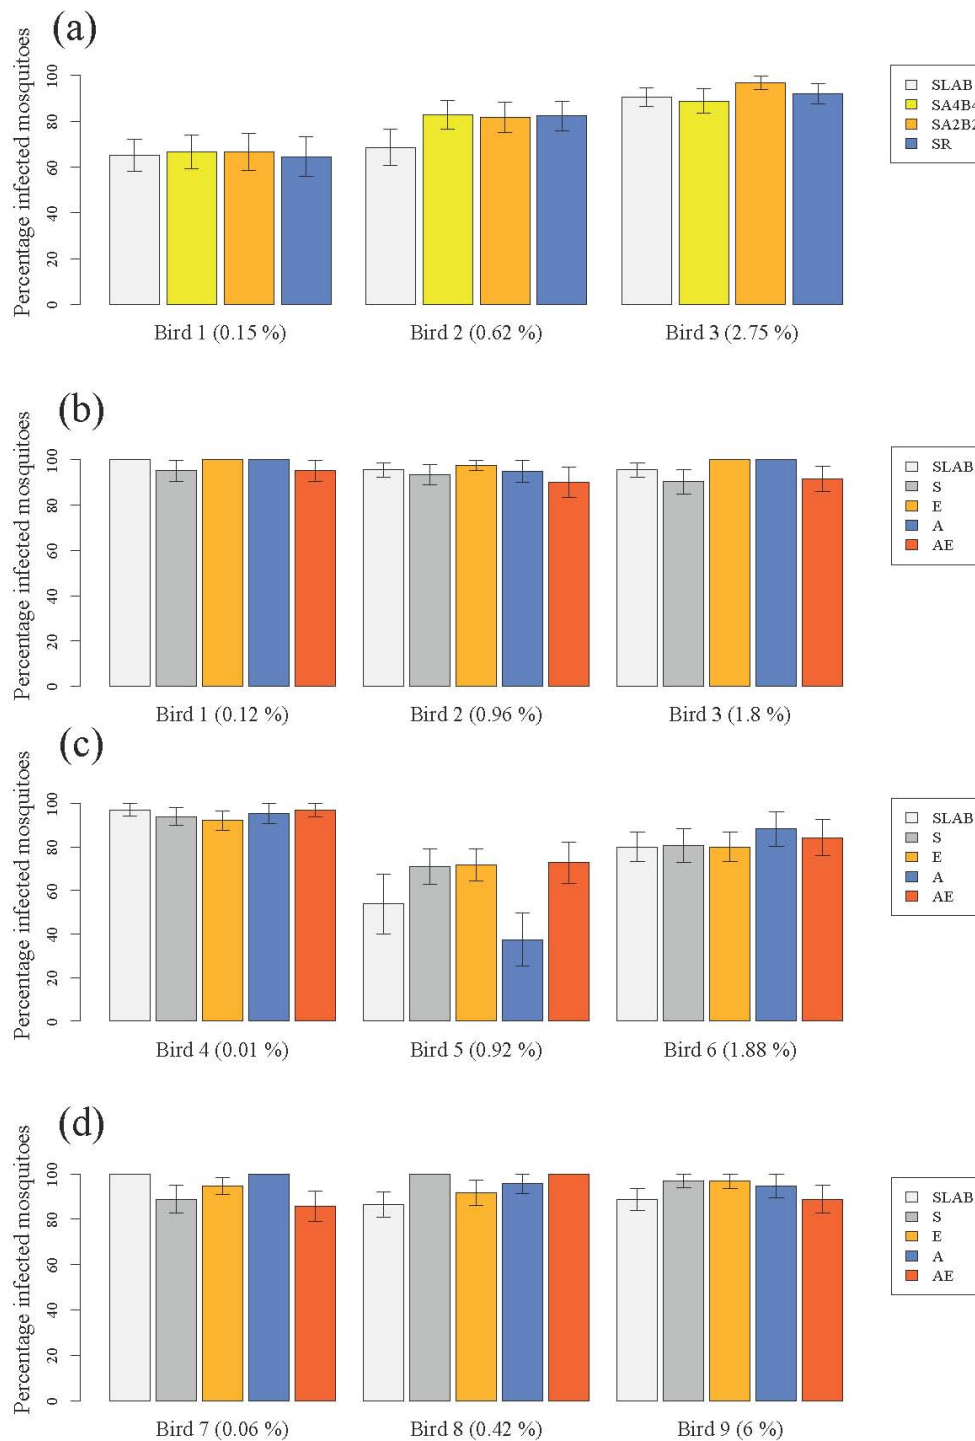 (a)
Percentage infected mosquitoes
100
80
60
40
20
0
Bird 1 (0.15 %)
Bird 2 (0.62 %)
Bird 3 (2.75 %)
SLAB
SA4B4
SA2B2
SR
(b)
Percentage infected mosquitoes
100
80
60
40
20
0
Bird 1 (0.12 %)
Bird 2 (0.96 %)
Bird 3 (1.8 %)
SLAB
S
E
A
AE
(c)
Percentage infected mosquitoes
100
80
60
40
20
0
Bird 4 (0.01 %)
Bird 5 (0.92 %)
Bird 6 (1.88 %)
SLAB
S
E
A
AE
(d)
Percentage infected mosquitoes
100
80
60
40
20
0
Bird 7 (0.06 %)
Bird 8 (0.42 %)
Bird 9 (6 %)
SLAB
S
E
A
AE